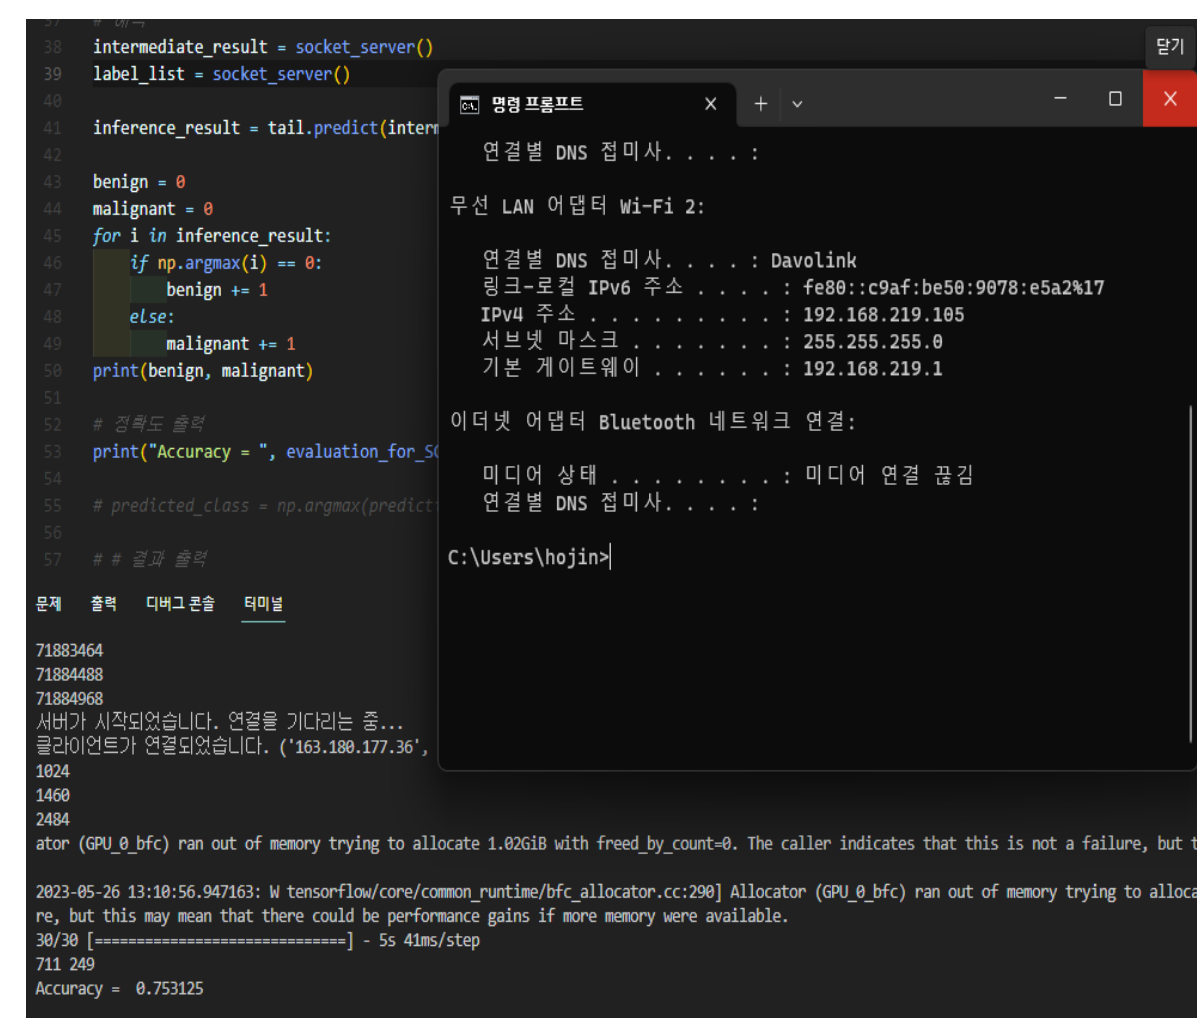 37 # 예측
38 intermediate_result = socket_server()
39 label_list = socket_server()
40
41 inference_result = tail.predict(interm
42
43 benign = 0
44 malignant = 0
45 for i in inference_result:
46 if np.argmax(i) == 0:
47 benign += 1
48 else:
49 malignant += 1
50 print(benign, malignant)
51
52 # 정확도 출력
53 print("Accuracy = ", evaluation_for_SC
54
55 # predicted_class = np.argmax(predicti
56
57 # # 결과 출력
닫기
명령 프롬프트
연결별 DNS 접미사. . . . :
무선 LAN 어댑터 Wi-Fi 2:
연결별 DNS 접미사. . . . : Davolink
링크-로컬 IPv6 주소 . . . . : fe80::c9af:be50:9078:e5a2%17
IPv4 주소 . . . . . . . . . : 192.168.219.105
서브넷 마스크 . . . . . . . : 255.255.255.0
기본 게이트웨이 . . . . . . : 192.168.219.1
이더넷 어댑터 Bluetooth 네트워크 연결:
미디어 상태 . . . . . . . . : 미디어 연결 끊김
연결별 DNS 접미사. . . . :
C:\Users\hojin>
문제 출력 디버그 콘솔 터미널
71883464
71884488
71884968
서버가 시작되었습니다. 연결을 기다리는 중...
클라이언트가 연결되었습니다. ('163.180.177.36',
1024
1460
2484
ator (GPU_0_bfc) ran out of memory trying to allocate 1.02GiB with freed_by_count=0. The caller indicates that this is not a failure, but t
2023-05-26 13:10:56.947163: W tensorflow/core/common_runtime/bfc_allocator.cc:290] Allocator (GPU_0_bfc) ran out of memory trying to alloca
re, but this may mean that there could be performance gains if more memory were available.
30/30 [==============================] - 5s 41ms/step
711 249
Accuracy =  0.753125